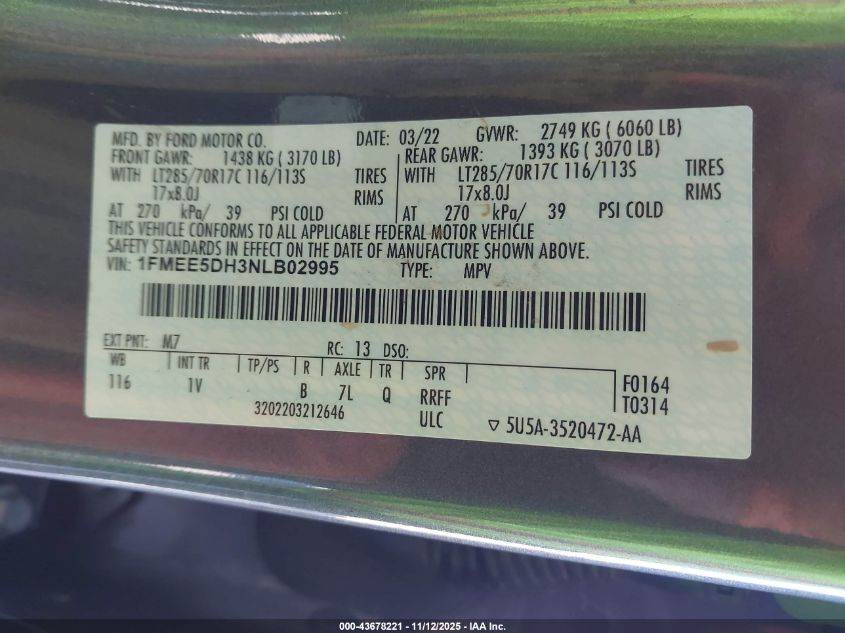 MFD. BY FORD MOTOR CO. DATE: 03/22 GVWR: 2749 KG ( 6060 LB)
FRONT GAWR: 1438 KG ( 3170 LB) REAR GAWR: 1393 KG ( 3070 LB)
WITH LT285/70R17C 116/113S TIRES WITH LT285/70R17C 116/113S TIRES
17x8.0J RIMS 17x8.0J RIMS
AT 270 kPa/ 39 PSI COLD AT 270 kPa/ 39 PSI COLD
THIS VEHICLE CONFORMS TO ALL APPLICABLE FEDERAL MOTOR VEHICLE
SAFETY STANDARDS IN EFFECT ON THE DATE OF MANUFACTURE SHOWN ABOVE.
VIN: 1FMEE5DH3NLB02995 TYPE: MPV
EXT PNT: M7 RC: 13 DSO:
WB INT TR TP/PS R AXLE TR SPR F0164
116 1V B 7L Q RRFF T0314
3202203212646 ULC ▽ 5U5A-3520472-AA
000-43678221 - 11/12/2025 - IAA Inc.